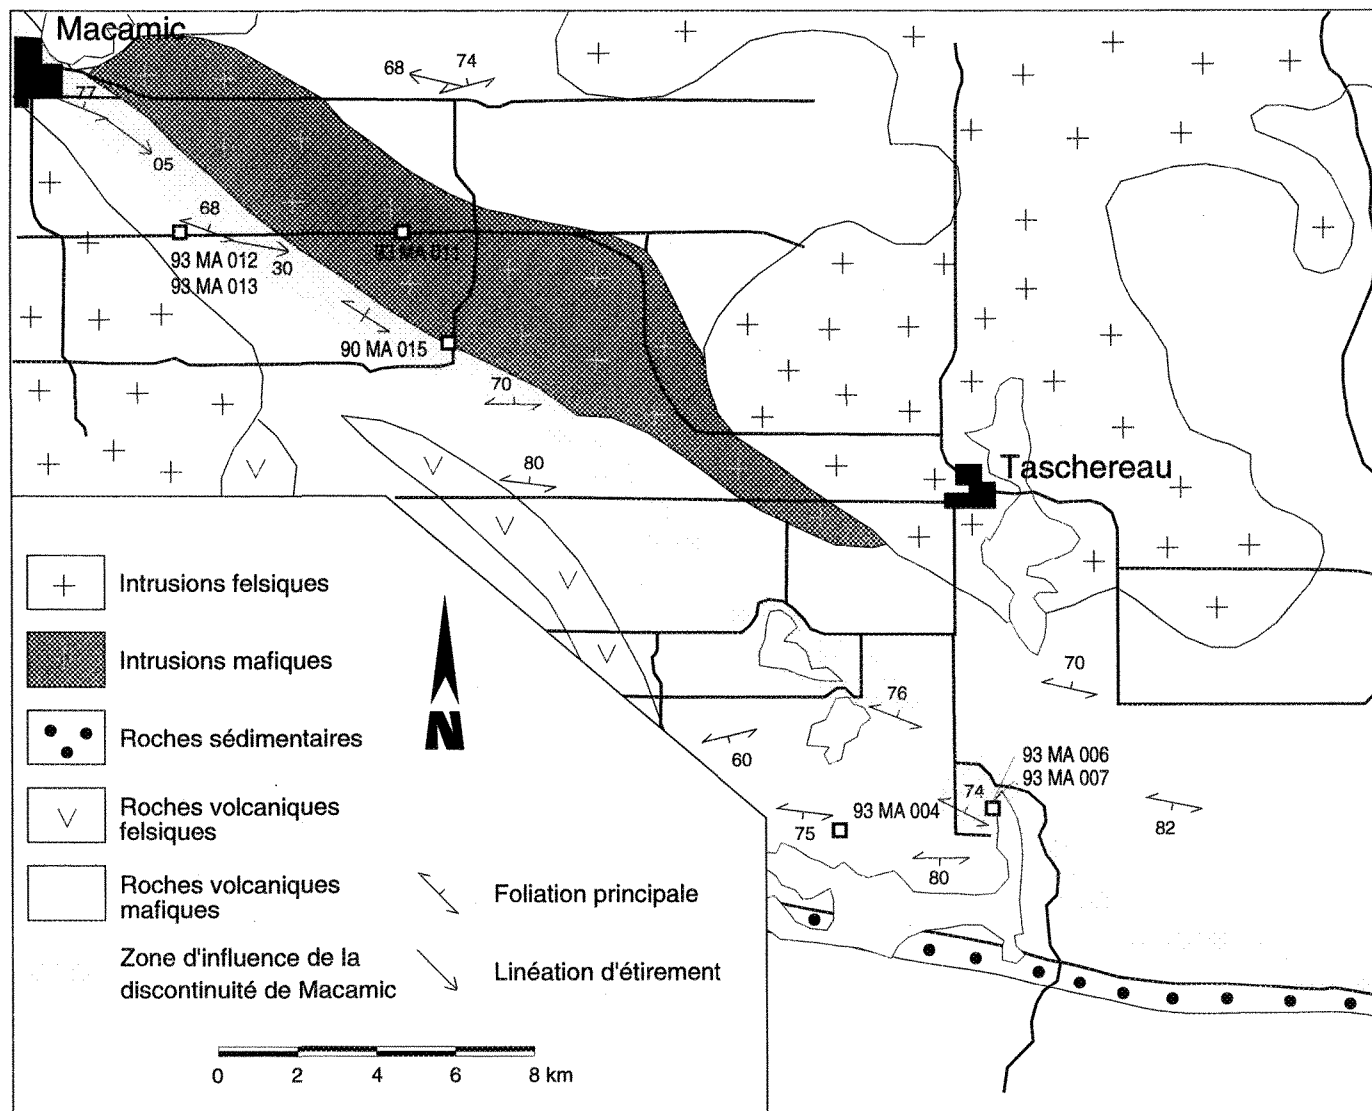 Macamic
68
74
77
05
68
30
93 MA 012
93 MA 013
93 MA 011
90 MA 015
70
80
Taschereau
Intrusions felsiques
Intrusions mafiques
Roches sédimentaires
Roches volcaniques
felsiques
Roches volcaniques
mafiques
Zone d'influence de la
discontinuité de Macamic
N
Foliation principale
Linéation d'étirement
0
2
4
6
8 km
70
76
60
93 MA 006
93 MA 007
74
93 MA 004
75
82
80